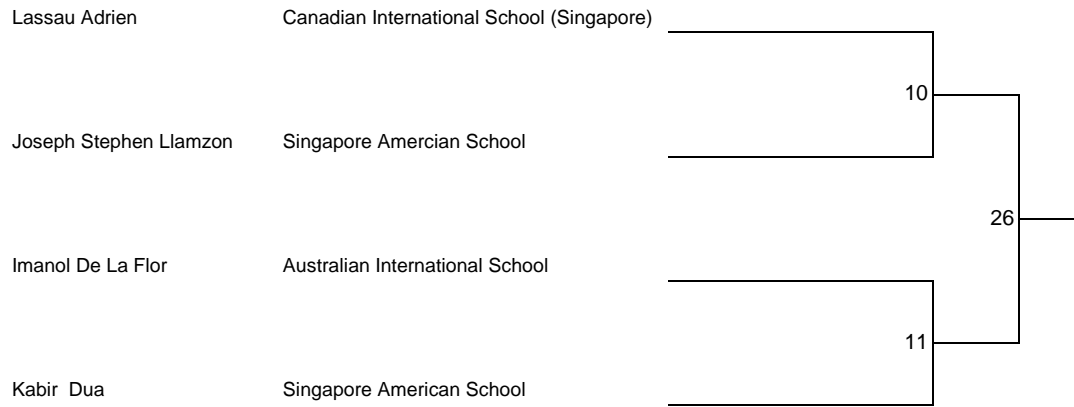 Lassau Adrien Canadian International School (Singapore)
10
Joseph Stephen Llamzon Singapore Amercian School
26
Imanol De La Flor Australian International School
11
Kabir Dua Singapore American School